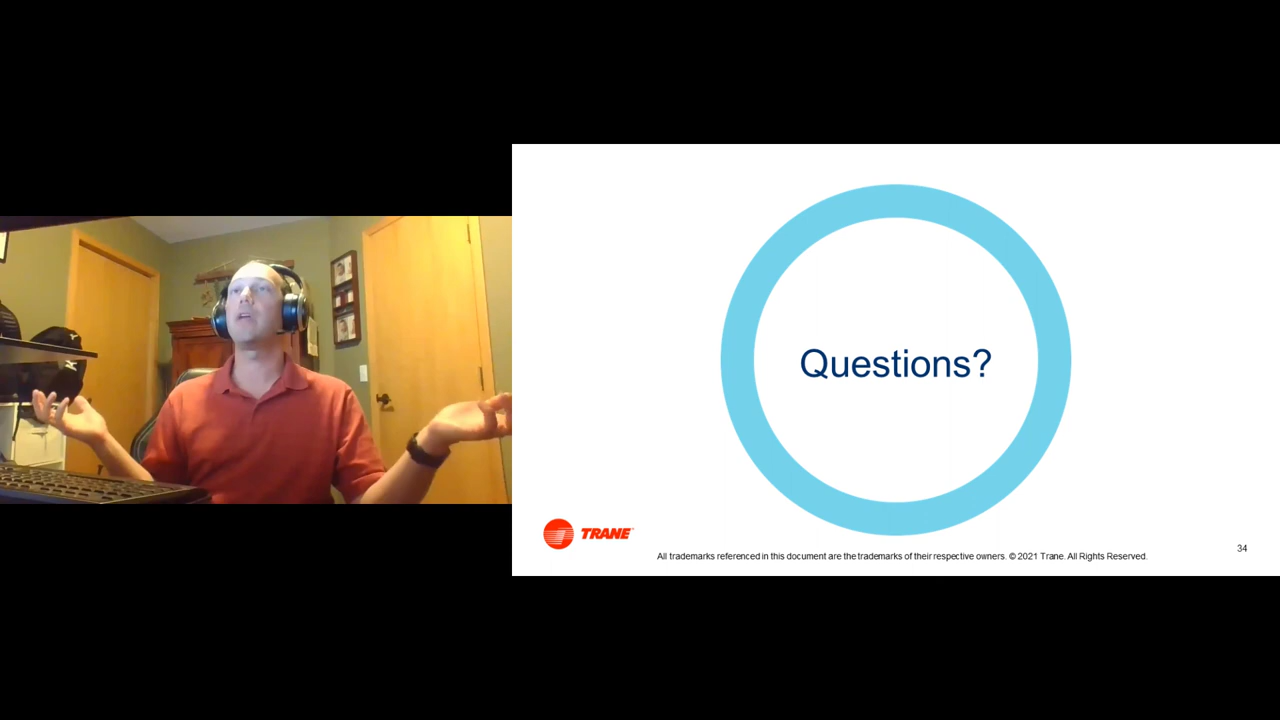 Questions?
TRANE
All trademarks referenced in this document are the trademarks of their respective owners. © 2021 Trane. All Rights Reserved.
34